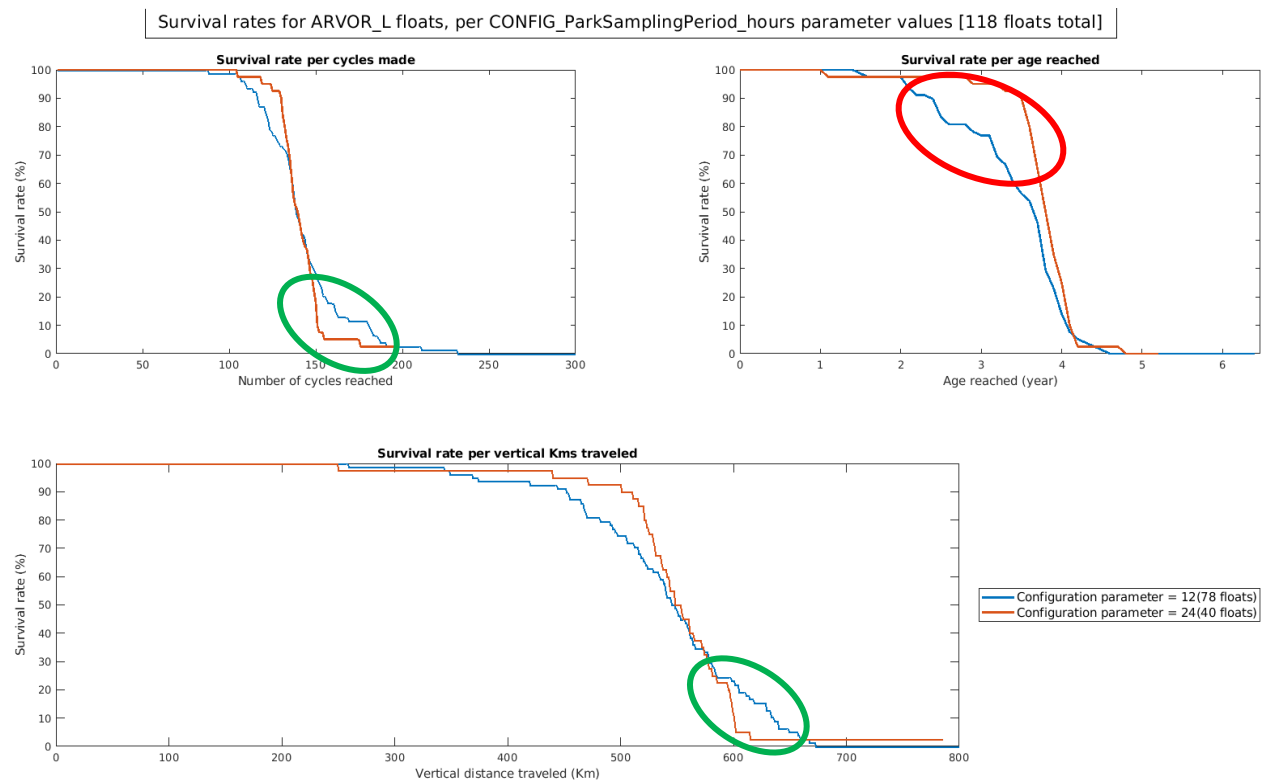 Survival rates for ARVOR_L floats, per CONFIG_ParkSamplingPeriod_hours parameter values [118 floats total]
Survival rate per cycles made
100
90
80
70
60
50
40
30
20
10
0
Survival rate (%)
0 50 100 150 200 250 300
Number of cycles reached
Survival rate per age reached
100
90
80
70
60
50
40
30
20
10
0
Survival rate (%)
0 1 2 3 4 5 6
Age reached (year)
Survival rate per vertical Kms traveled
100
90
80
70
60
50
40
30
20
10
0
Survival rate (%)
0 100 200 300 400 500 600 700 800
Vertical distance traveled (Km)
Configuration parameter = 12(78 floats)
Configuration parameter = 24(40 floats)